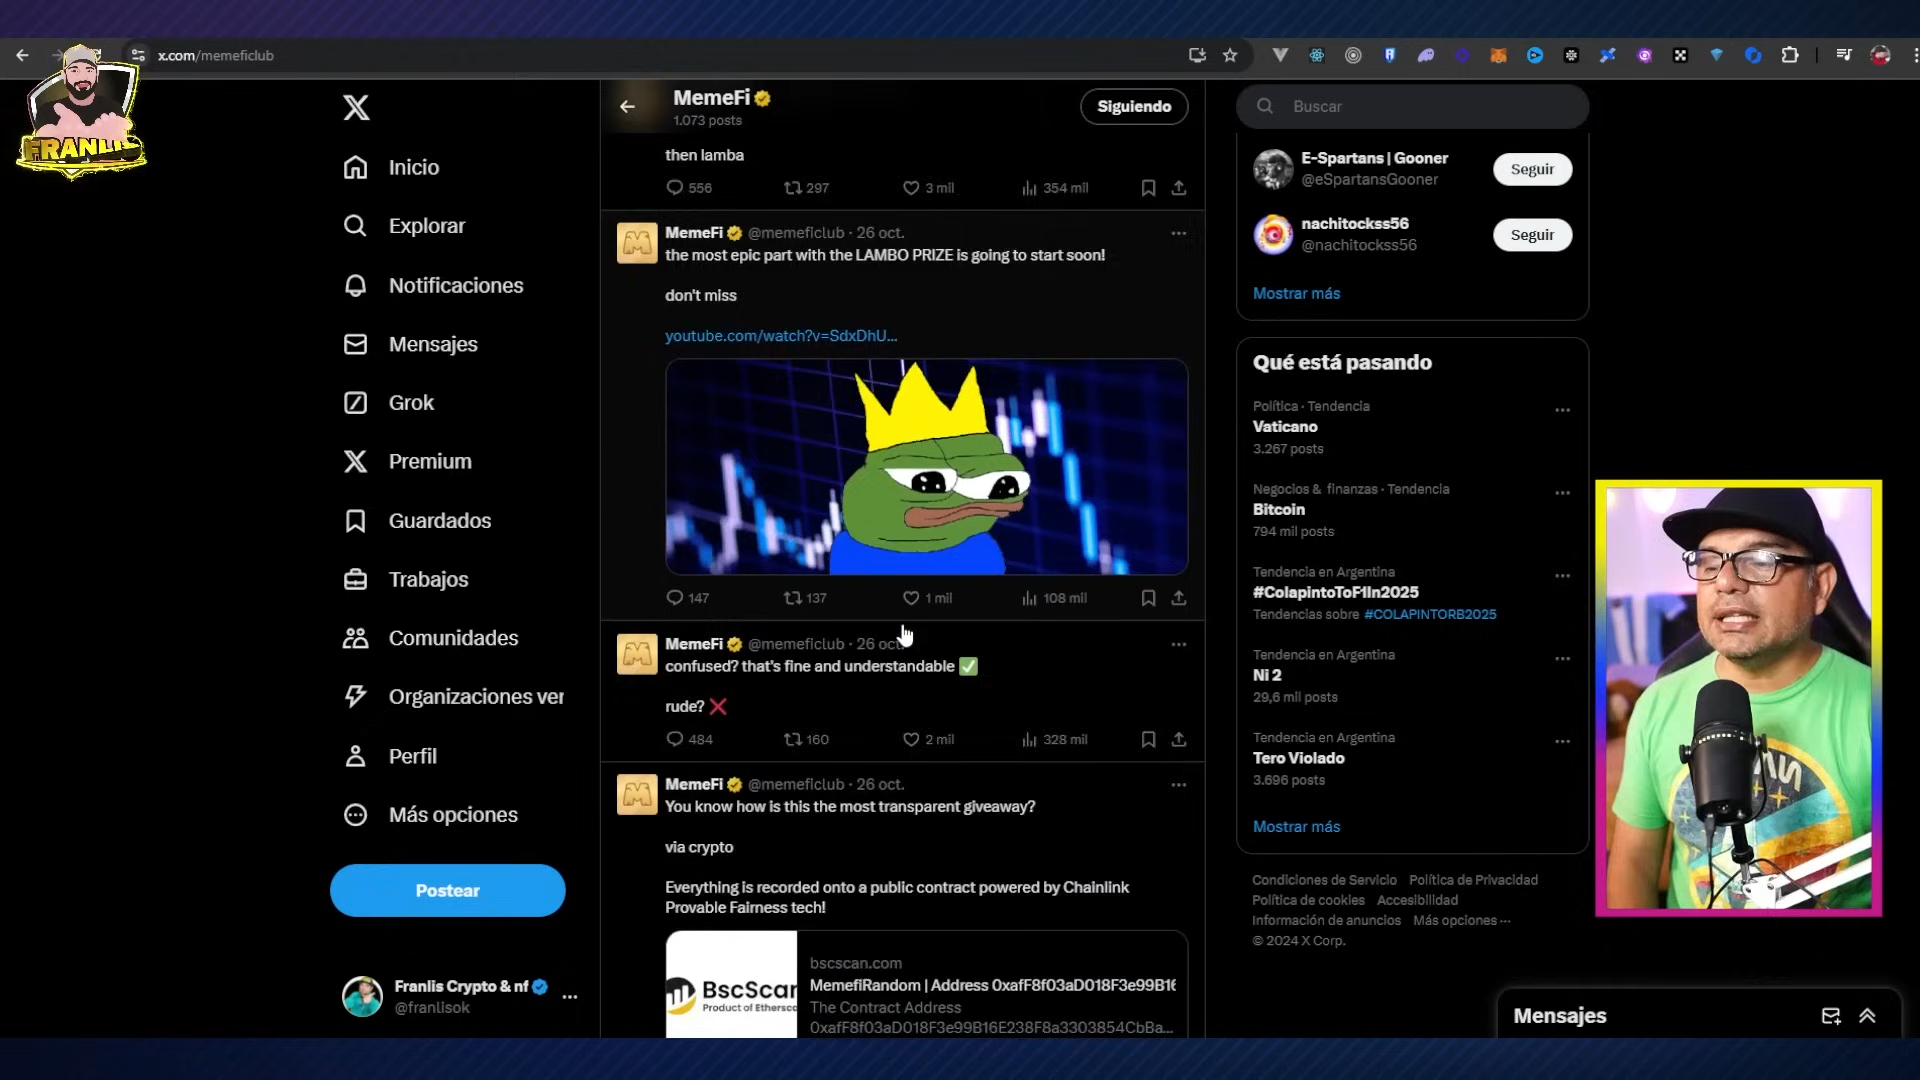 x.com/memeficlub
FRANLIS
Inicio
Explorar
Notificaciones
Mensajes
Grok
Premium
Guardados
Trabajos
Comunidades
Organizaciones ver
Perfil
Más opciones
Postear
Franlis Crypto & nf
@franlisok
MemeFi
1.073 posts
Siguiendo
then lamba
556 297 3 mil 354 mil
MemeFi @memeficlub · 26 oct.
the most epic part with the LAMBO PRIZE is going to start soon!
don't miss
youtube.com/watch?v=SdxDhU...
147 137 1 mil 108 mil
MemeFi @memeficlub · 26 oct.
confused? that's fine and understandable ✅
rude? ❌
484 160 2 mil 328 mil
MemeFi @memeficlub · 26 oct.
You know how is this the most transparent giveaway?
via crypto
Everything is recorded onto a public contract powered by Chainlink
Provable Fairness tech!
BscScan
Product of Ethersc
bscscan.com
MemefiRandom | Address 0xafF8f03aD018F3e99B16
The Contract Address
0xafF8f03aD018F3e99B16E238F8a3303854CbBa...
Buscar
E-Spartans | Gooner
@eSpartansGooner
Seguir
nachitockss56
@nachitockss56
Seguir
Mostrar más
Qué está pasando
Política · Tendencia
Vaticano
3.267 posts
Negocios & finanzas · Tendencia
Bitcoin
794 mil posts
Tendencia en Argentina
#ColapintoToF1In2025
Tendencias sobre #COLAPINTORB2025
Tendencia en Argentina
Ni 2
29,6 mil posts
Tendencia en Argentina
Tero Violado
3.696 posts
Mostrar más
Condiciones de Servicio Política de Privacidad
Política de cookies Accesibilidad
Información de anuncios Más opciones ···
© 2024 X Corp.
Mensajes